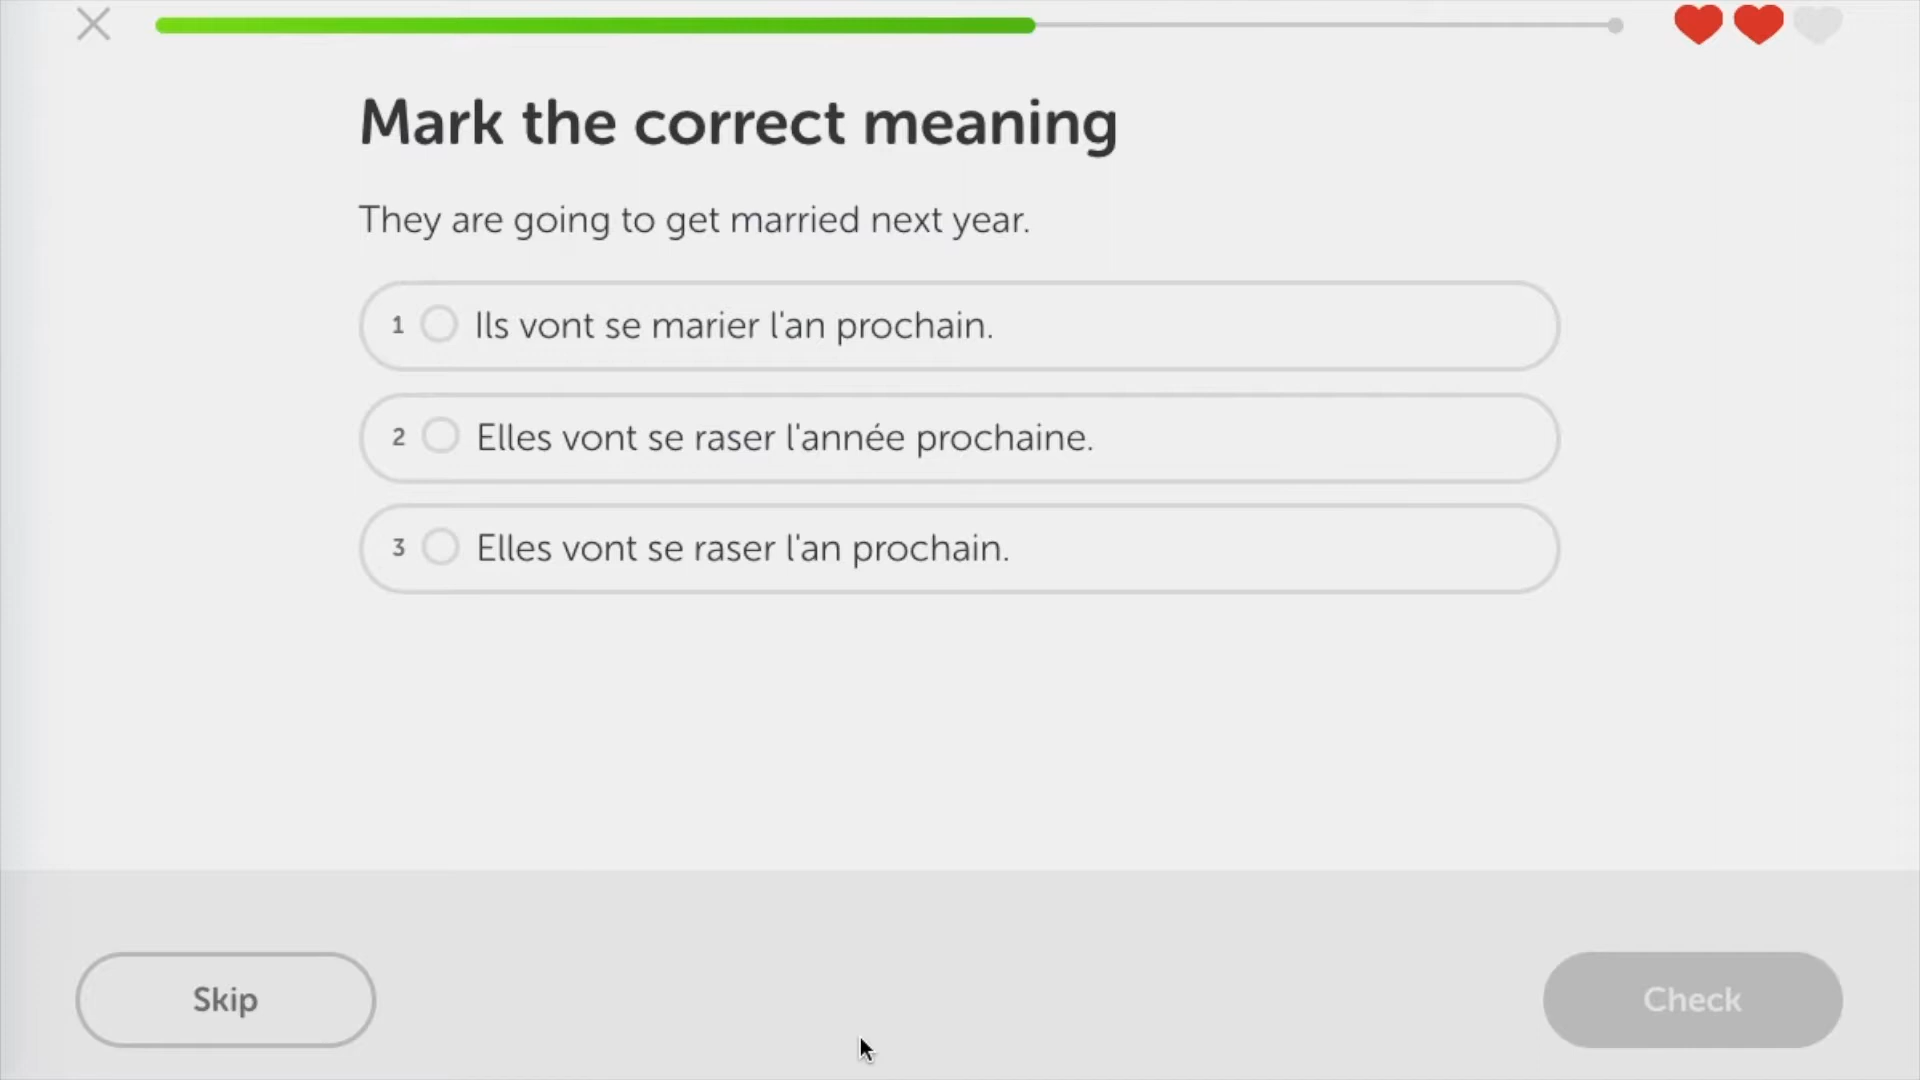 Mark the correct meaning
They are going to get married next year.
1 Ils vont se marier l'an prochain.
2 Elles vont se raser l'année prochaine.
3 Elles vont se raser l'an prochain.
Skip
Check